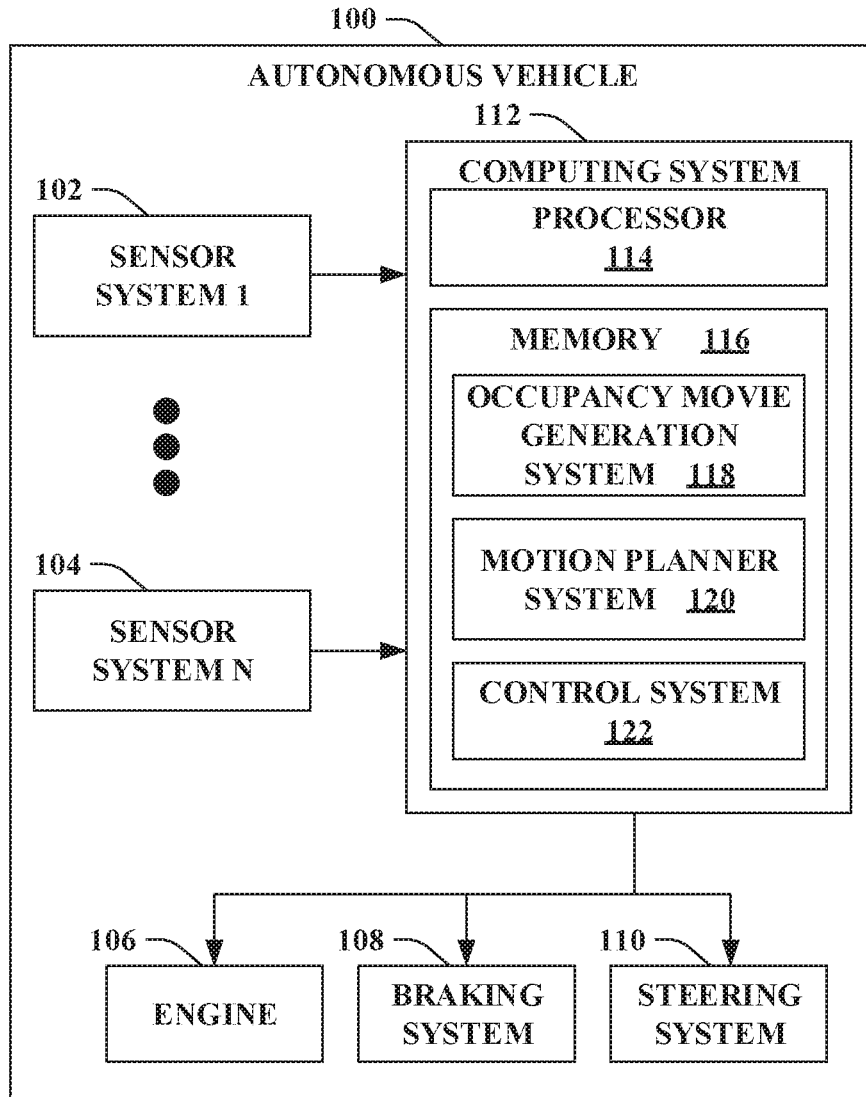 100
AUTONOMOUS VEHICLE
112
COMPUTING SYSTEM
102
PROCESSOR
114
SENSOR
SYSTEM 1
MEMORY 116
OCCUPANCY MOVIE
GENERATION
SYSTEM 118
104
MOTION PLANNER
SYSTEM 120
SENSOR
SYSTEM N
CONTROL SYSTEM
122
106
108
110
ENGINE
BRAKING
SYSTEM
STEERING
SYSTEM